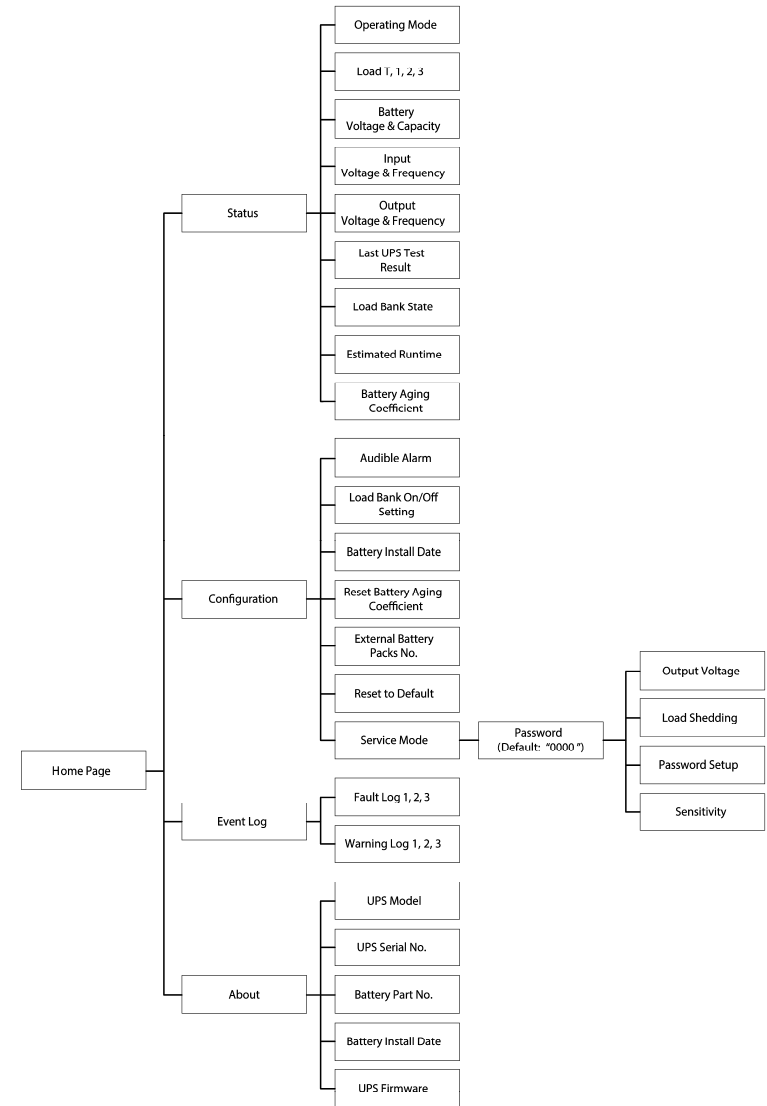 Operating Mode
Load T, 1, 2, 3
Battery
Voltage & Capacity
Input
Voltage & Frequency
Status
Output
Voltage & Frequency
Last UPS Test
Result
Load Bank State
Estimated Runtime
Battery Aging
Coefficient
Audible Alarm
Load Bank On/Off
Setting
Battery Install Date
Configuration
Reset Battery Aging
Coefficient
External Battery
Packs No.
Reset to Default
Service Mode
Password
(Default: "0000")
Output Voltage
Load Shedding
Password Setup
Sensitivity
Home Page
Event Log
Fault Log 1, 2, 3
Warning Log 1, 2, 3
UPS Model
UPS Serial No.
About
Battery Part No.
Battery Install Date
UPS Firmware